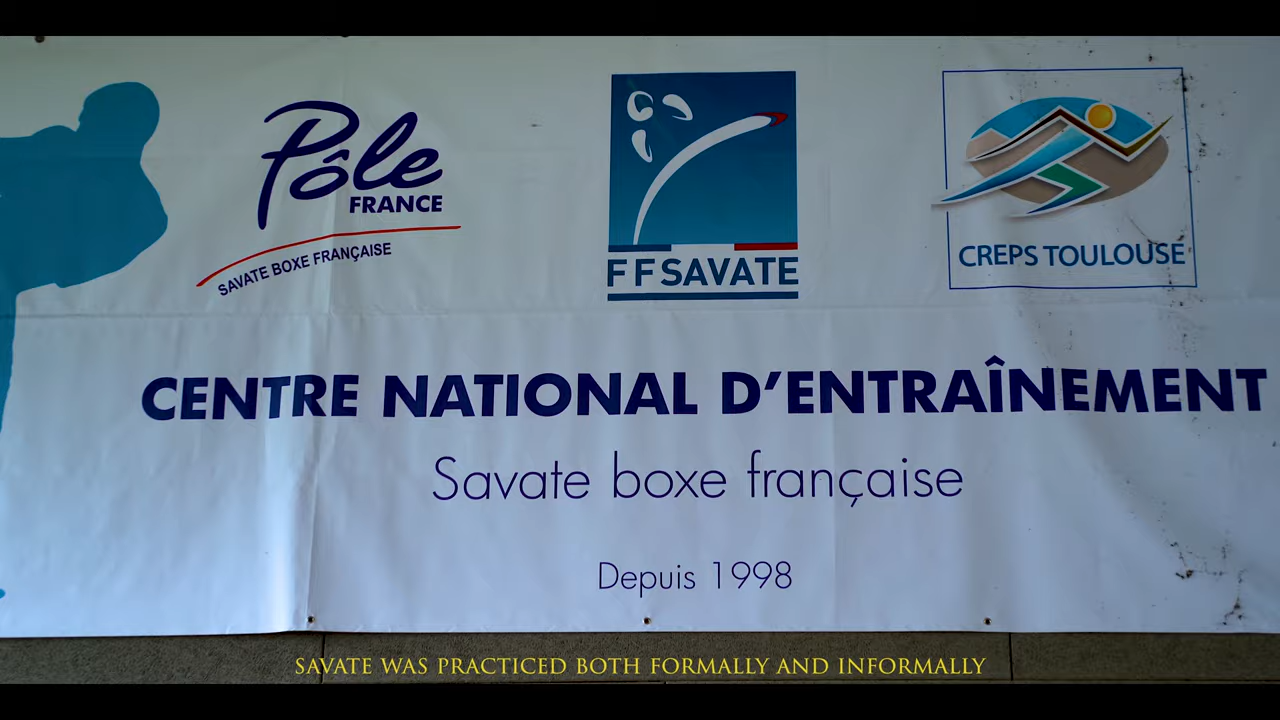 Pôle
FRANCE
SAVATE BOXE FRANÇAISE
FFSAVATE
CREPS TOULOUSE
CENTRE NATIONAL D'ENTRAÎNEMENT
Savate boxe française
Depuis 1998
SAVATE WAS PRACTICED BOTH FORMALLY AND INFORMALLY